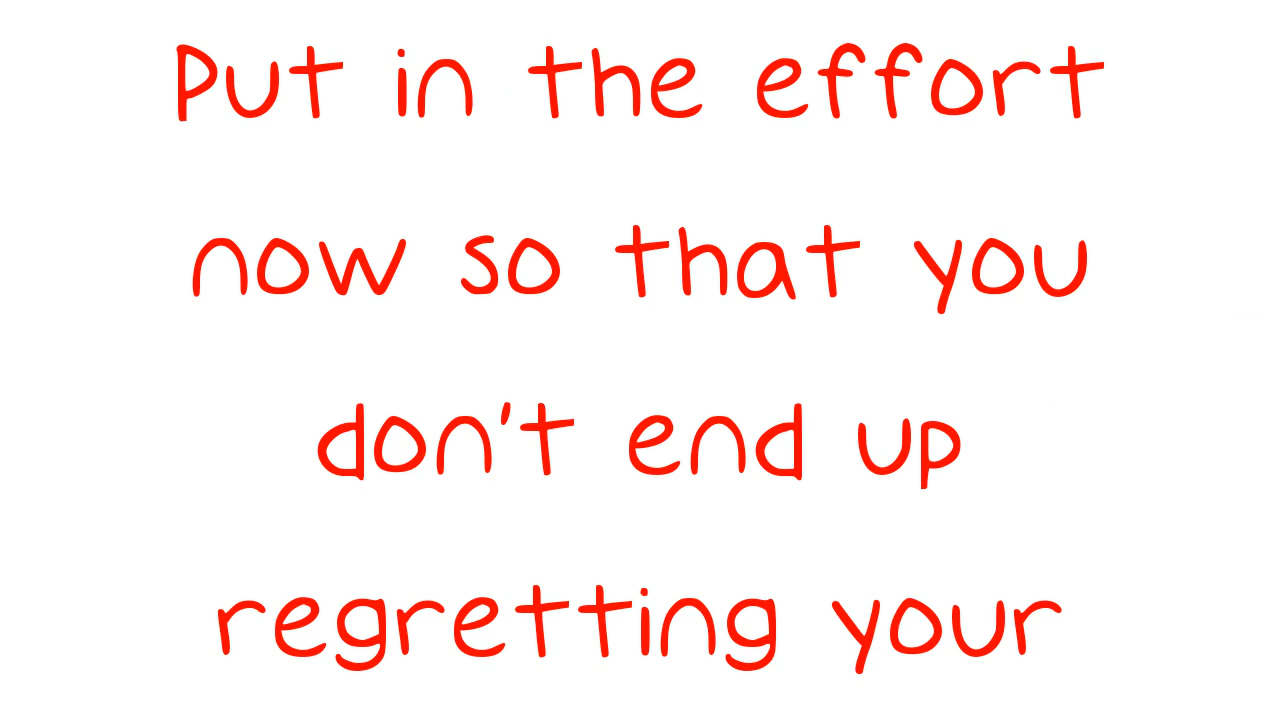 Put in the effort
now so that you
don't end up
regretting your